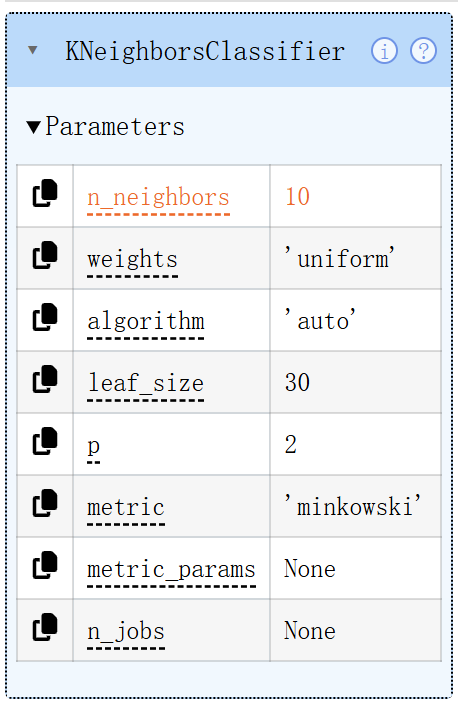 ▼ KNeighborsClassifier i ?
▼Parameters
n_neighbors 10
weights 'uniform'
algorithm 'auto'
leaf_size 30
p 2
metric 'minkowski'
metric_params None
n_jobs None